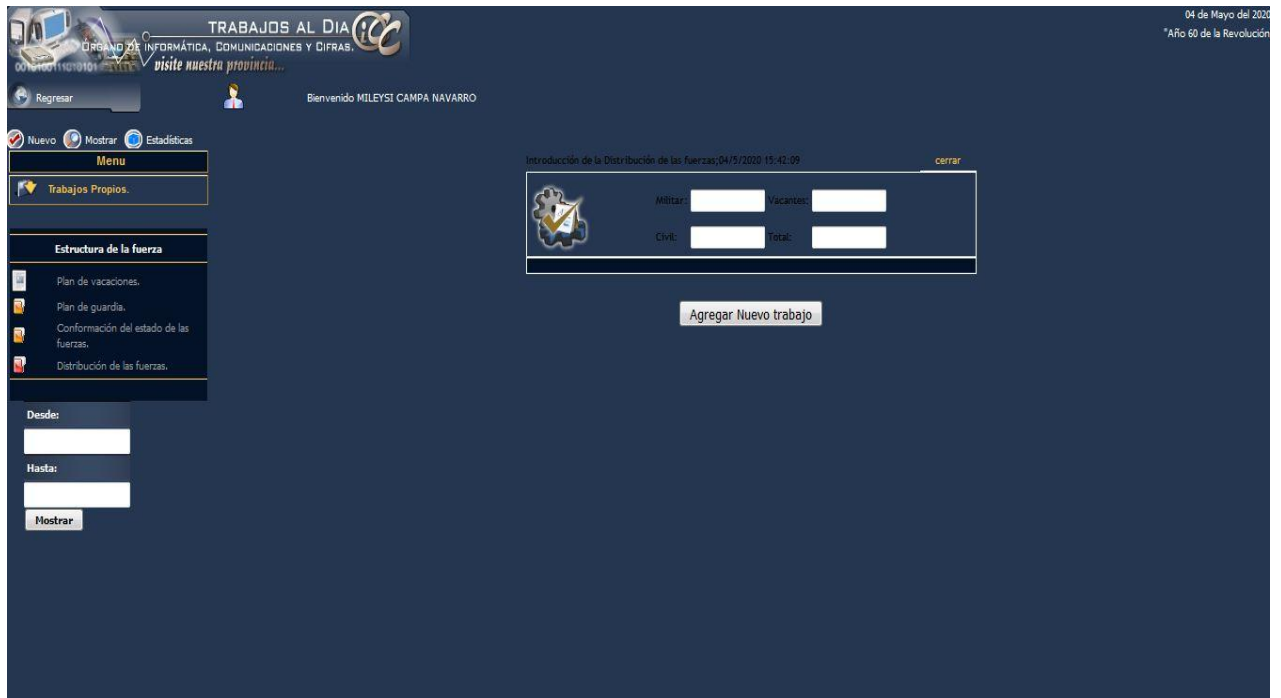 TRABAJOS AL DIA
ÓRGANO DE INFORMÁTICA, COMUNICACIONES Y CIFRAS.
visite nuestra provincia...
icc
04 de Mayo del 2020
"Año 60 de la Revolución
Regresar
Bienvenido MILEYSI CAMPA NAVARRO
Nuevo Mostrar Estadísticas
Menu
Trabajos Propios.
Estructura de la fuerza
Plan de vacaciones.
Plan de guardia.
Conformación del estado de las
fuerzas.
Distribución de las fuerzas.
Desde:
Hasta:
Mostrar
Introducción de la Distribución de las fuerzas;04/5/2020 15:42:09
cerrar
Militar: Vacantes:
Civil: Total:
Agregar Nuevo trabajo